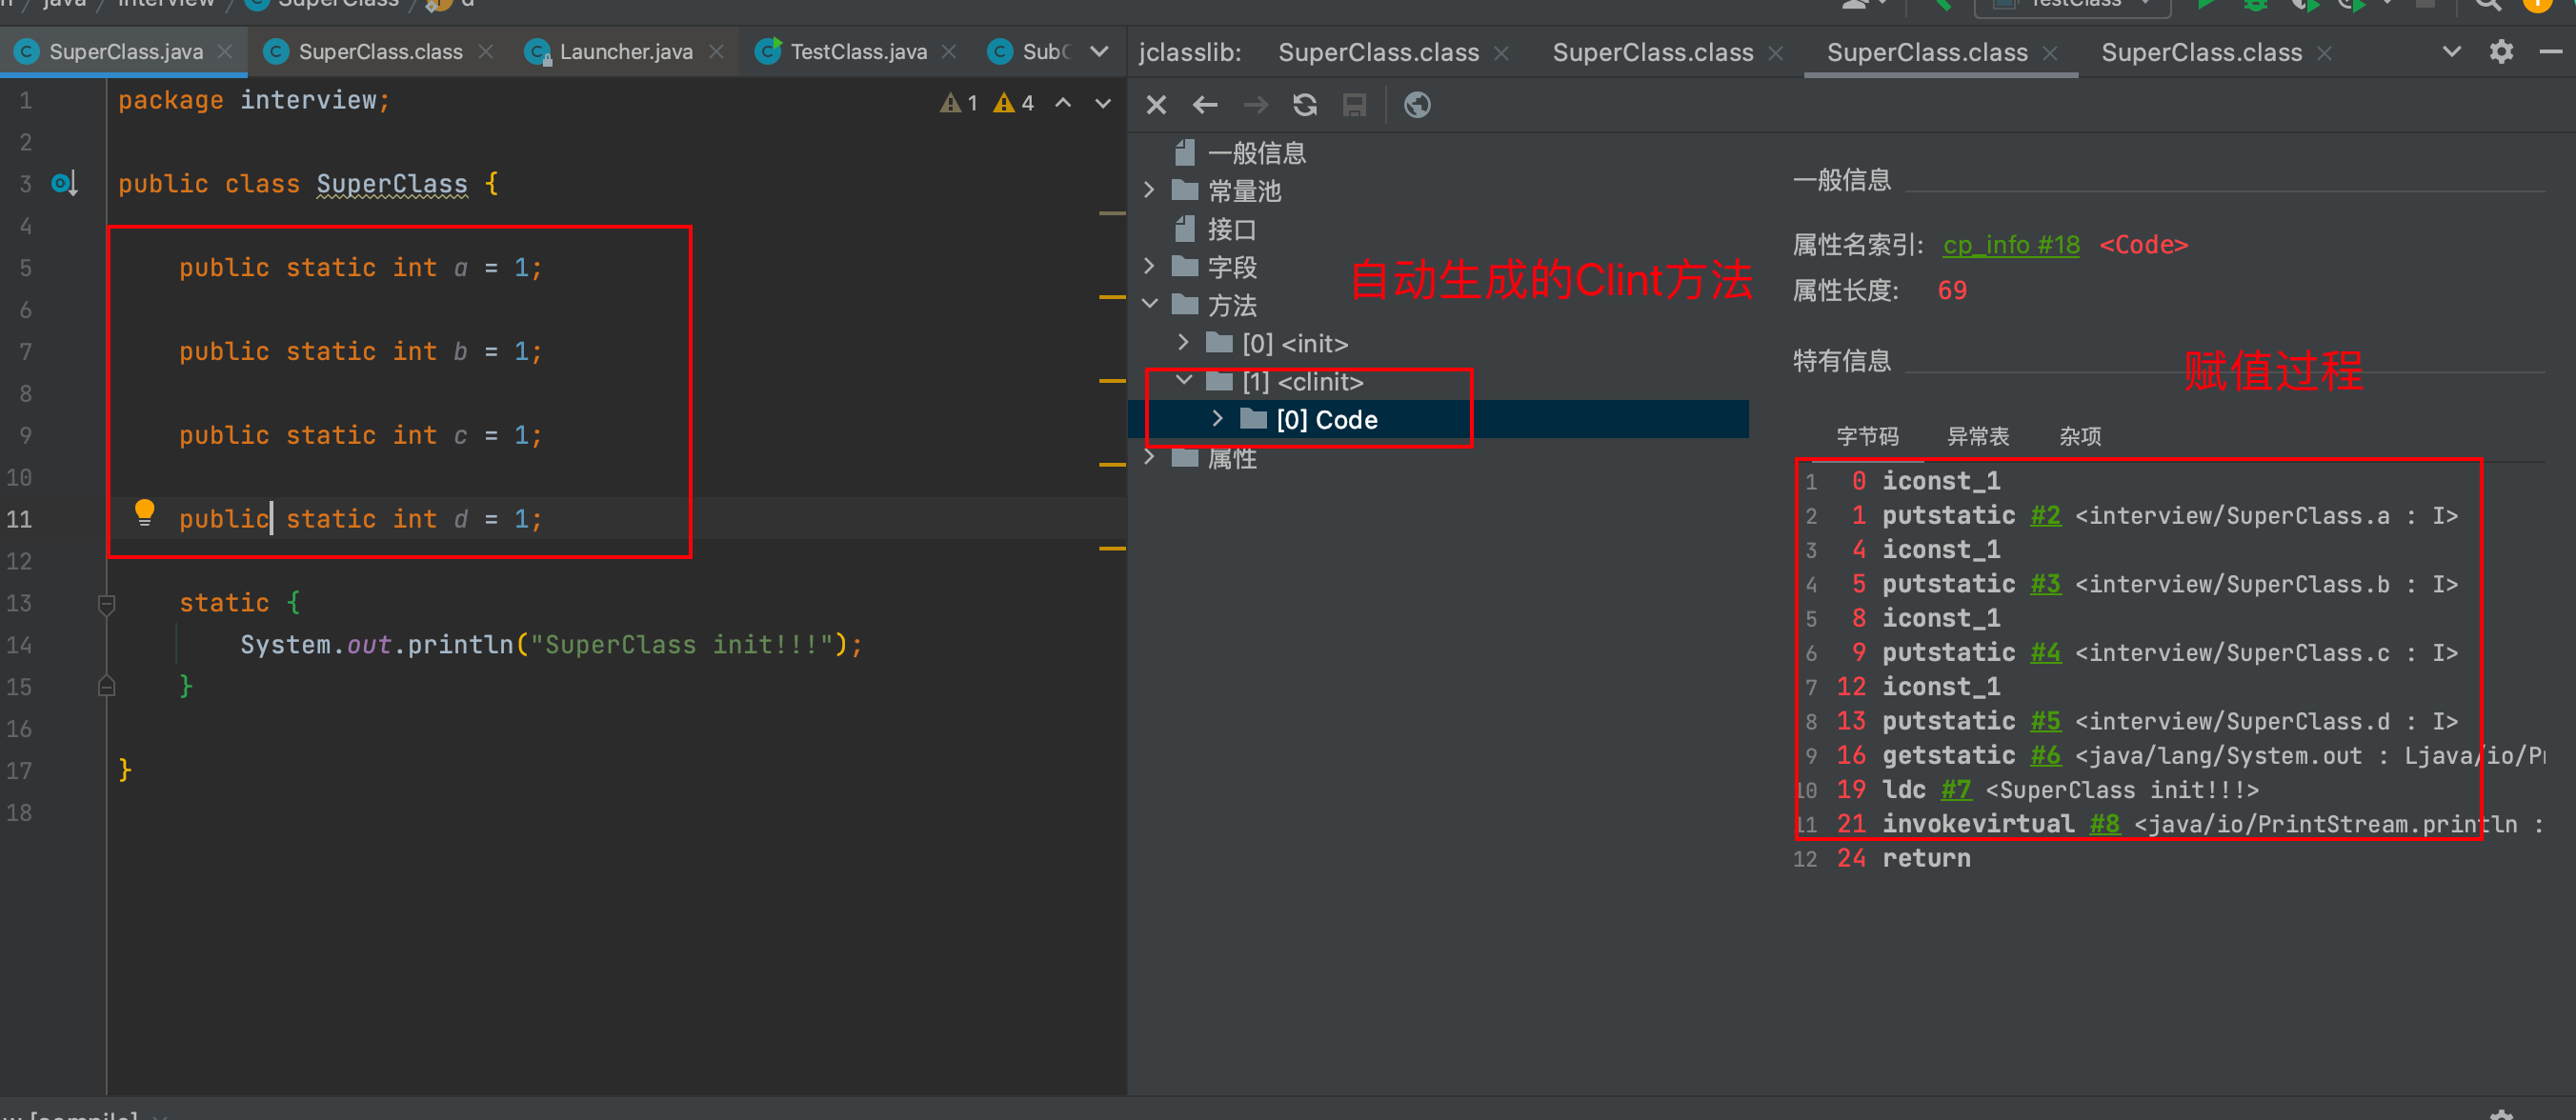 java / interview / SuperClass / d
TestClass
SuperClass.java SuperClass.class Launcher.java TestClass.java
jclasslib: SuperClass.class SuperClass.class SuperClass.class SuperClass.class
1 package interview;
1 4
2
3 public class SuperClass {
4
5 public static int a = 1;
6
7 public static int b = 1;
8
9 public static int c = 1;
10
11 public static int d = 1;
12
13 static {
14 System.out.println("SuperClass init!!!");
15 }
16
17 }
18
一般信息
常量池
接口
字段
方法
[0] <init>
[1] <clinit>
[0] Code
属性
自动生成的Clint方法
一般信息
属性名索引: cp_info #18 <Code>
属性长度: 69
特有信息
赋值过程
字节码 异常表 杂项
1 0 iconst_1
2 1 putstatic #2 <interview/SuperClass.a : I>
3 4 iconst_1
4 5 putstatic #3 <interview/SuperClass.b : I>
5 8 iconst_1
6 9 putstatic #4 <interview/SuperClass.c : I>
7 12 iconst_1
8 13 putstatic #5 <interview/SuperClass.d : I>
9 16 getstatic #6 <java/lang/System.out : Ljava/io/Pr
10 19 ldc #7 <SuperClass init!!!>
11 21 invokevirtual #8 <java/io/PrintStream.println :
12 24 return